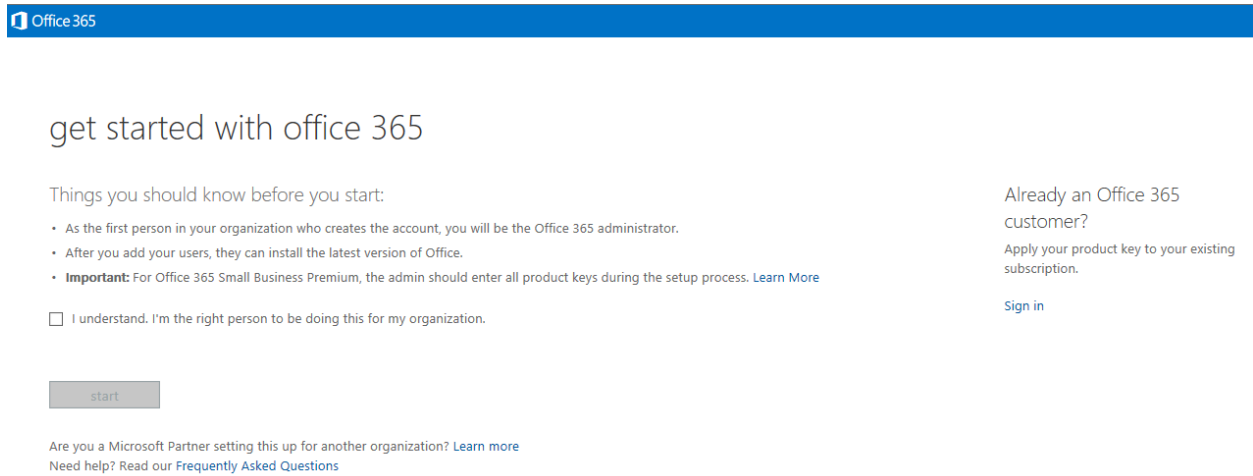 Office 365
get started with office 365
Things you should know before you start:
• As the first person in your organization who creates the account, you will be the Office 365 administrator.
• After you add your users, they can install the latest version of Office.
• Important: For Office 365 Small Business Premium, the admin should enter all product keys during the setup process. Learn More
I understand. I'm the right person to be doing this for my organization.
start
Are you a Microsoft Partner setting this up for another organization? Learn more
Need help? Read our Frequently Asked Questions
Already an Office 365
customer?
Apply your product key to your existing
subscription.
Sign in